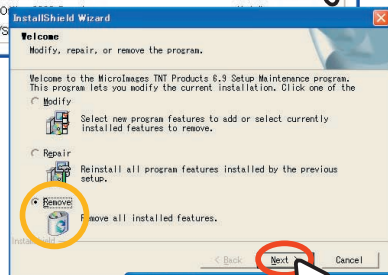 InstallShield Wizard
Welcome
Modify, repair, or remove the program.
Welcome to the MicroImages TNT Products 6.9 Setup Maintenance program.
This program lets you modify the current installation. Click one of the
Modify
Select new program features to add or select currently
installed features to remove.
Repair
Reinstall all program features installed by the previous
setup.
Remove
Remove all installed features.
InstallShield
< Back Next > Cancel